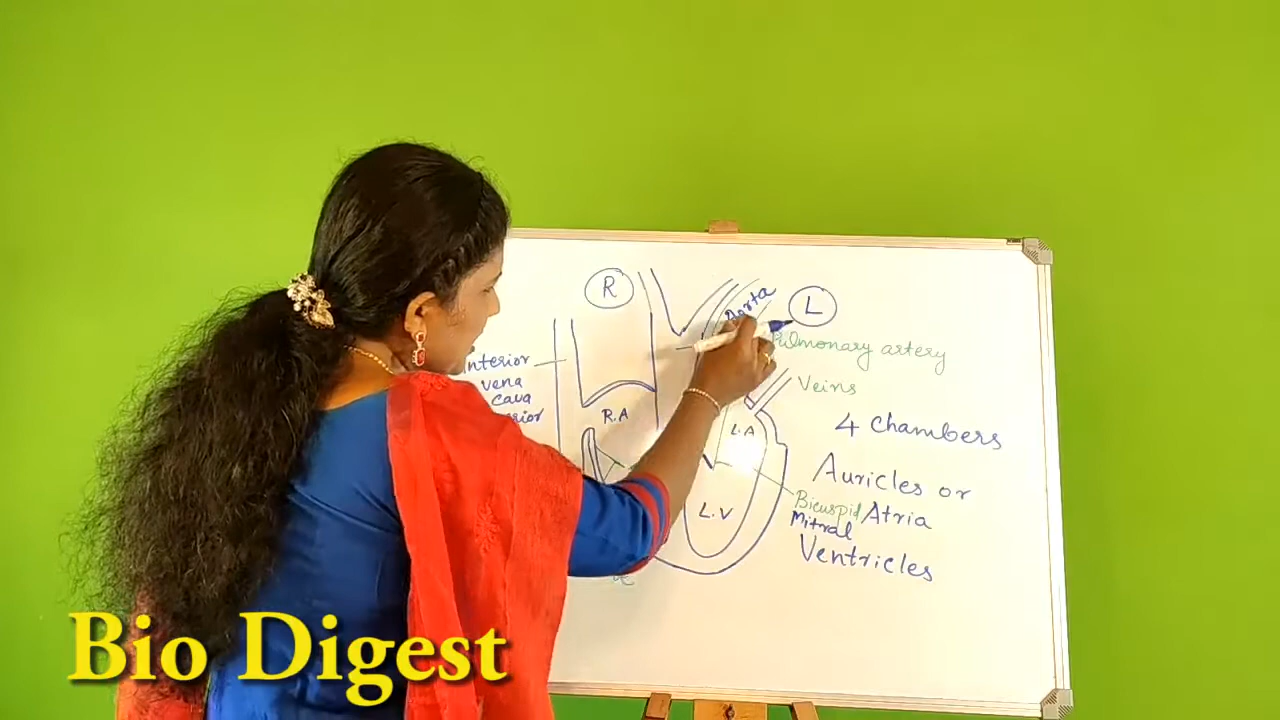 R
L
Aorta
Pulmonary artery
Veins
nterior
vena
cava
R.A
L.A
4 Chambers
Auricles or
Atria
Bicuspid
Mitral
L.V
Ventricles
Bio Digest